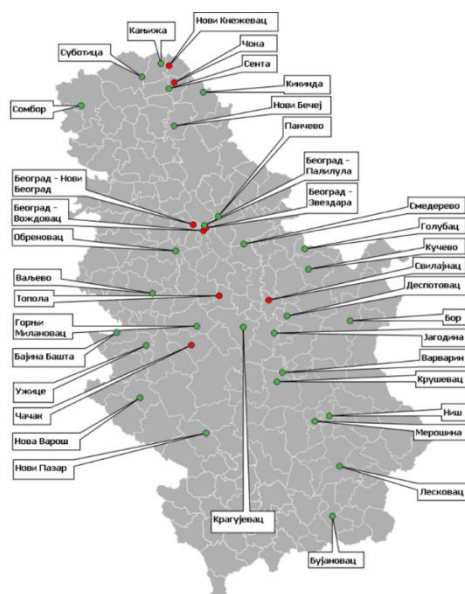 Нови Кнежевац
Кањижа
Чока
Суботица
Сента
Кикинда
Сомбор
Нови Бечеј
Панчево
Београд -
Палилула
Београд - Нови
Београд
Београд -
Звездара
Београд -
Вождовац
Смедерево
Обреновац
Голубац
Кучево
Ваљево
Свилајнац
Топола
Деспотовац
Горњи
Милановац
Бор
Бајина Башта
Јагодина
Варварин
Ужице
Крушевац
Чачак
Ниш
Нова Варош
Мерошина
Нови Пазар
Лесковац
Крагујевац
Бујановац